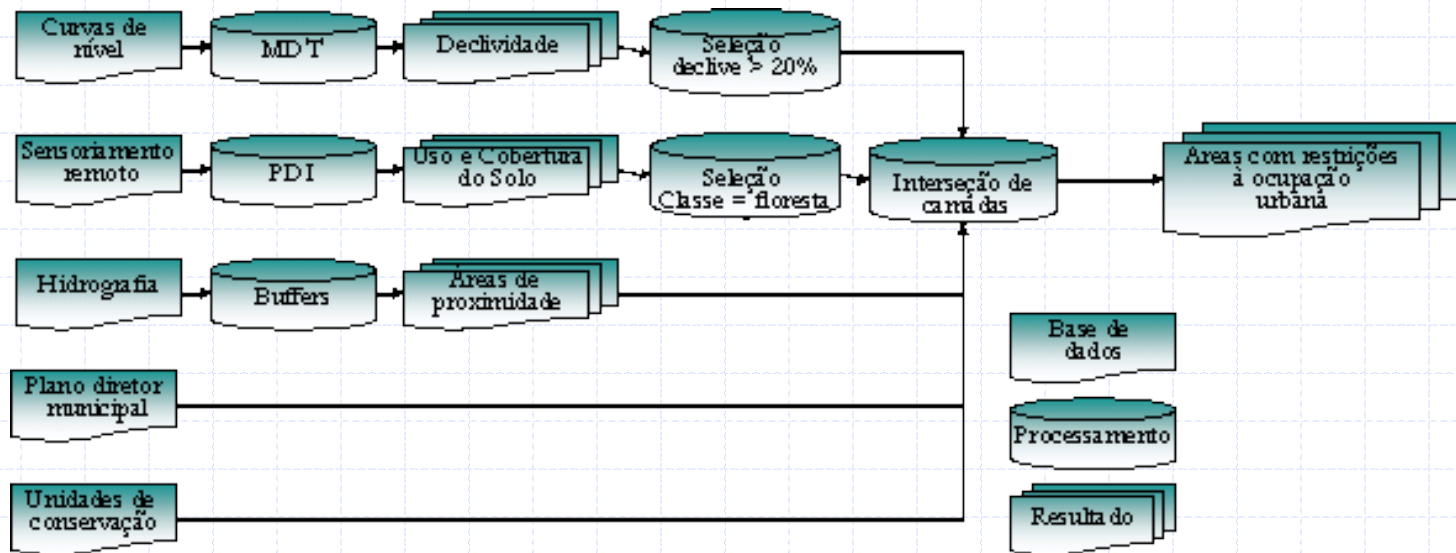 Curvas de
nível
MDT
Declividade
Seleção
declive > 20%
Sensoriamento
remoto
PDI
Uso e Cobertura
do Solo
Seleção
Classe = floresta
Interseção de
camadas
Areas com restrições
à ocupação
urbana
Hidrografia
Buffers
Áreas de
proximidade
Plano diretor
municipal
Unidades de
conservação
Base de
dados
Processamento
Resultado